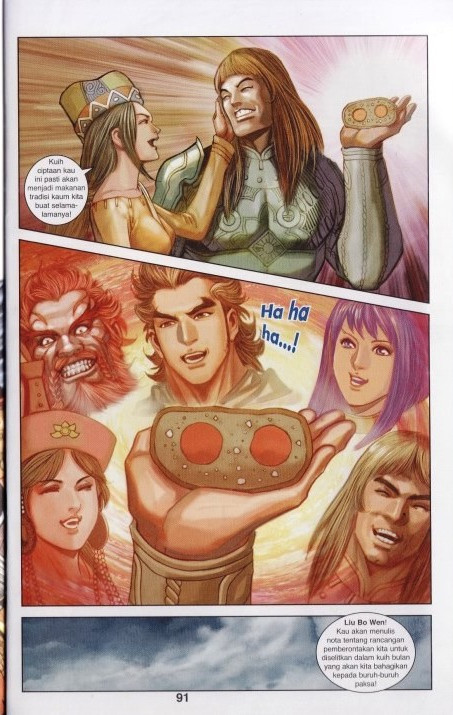 Kuih
ciptaan kau
ini pasti akan
menjadi makanan
tradisi kaum kita
buat selama-
lamanya!
Ha ha
ha...!
Liu Bo Wen!
Kau akan menulis
nota tentang rancangan
pemberontakan kita untuk
diselitkan dalam kuih bulan
yang akan kita bahagikan
kepada buruh-buruh
paksa!
91